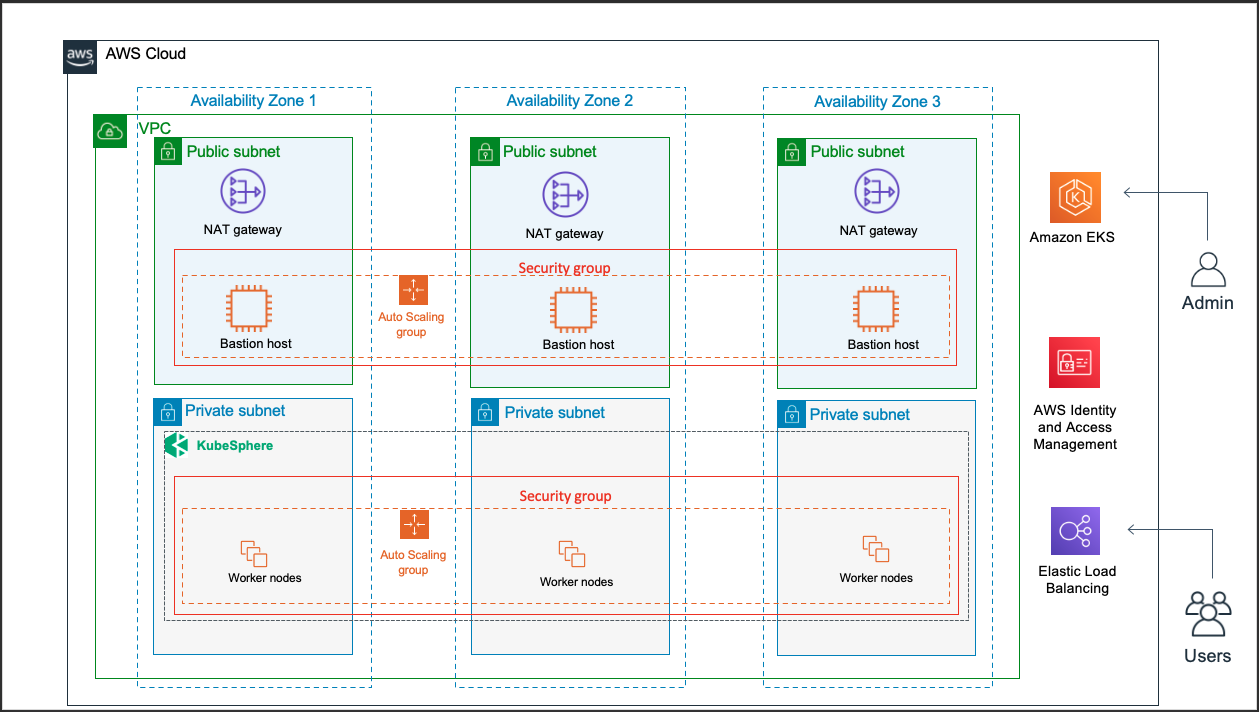 aws
AWS Cloud
Availability Zone 1
Availability Zone 2
Availability Zone 3
VPC
Public subnet
Public subnet
Public subnet
NAT gateway
NAT gateway
NAT gateway
Security group
Auto Scaling
group
Bastion host
Bastion host
Bastion host
Private subnet
Private subnet
Private subnet
KubeSphere
Security group
Auto Scaling
group
Worker nodes
Worker nodes
Worker nodes
K
Amazon EKS
Admin
AWS Identity
and Access
Management
Elastic Load
Balancing
Users